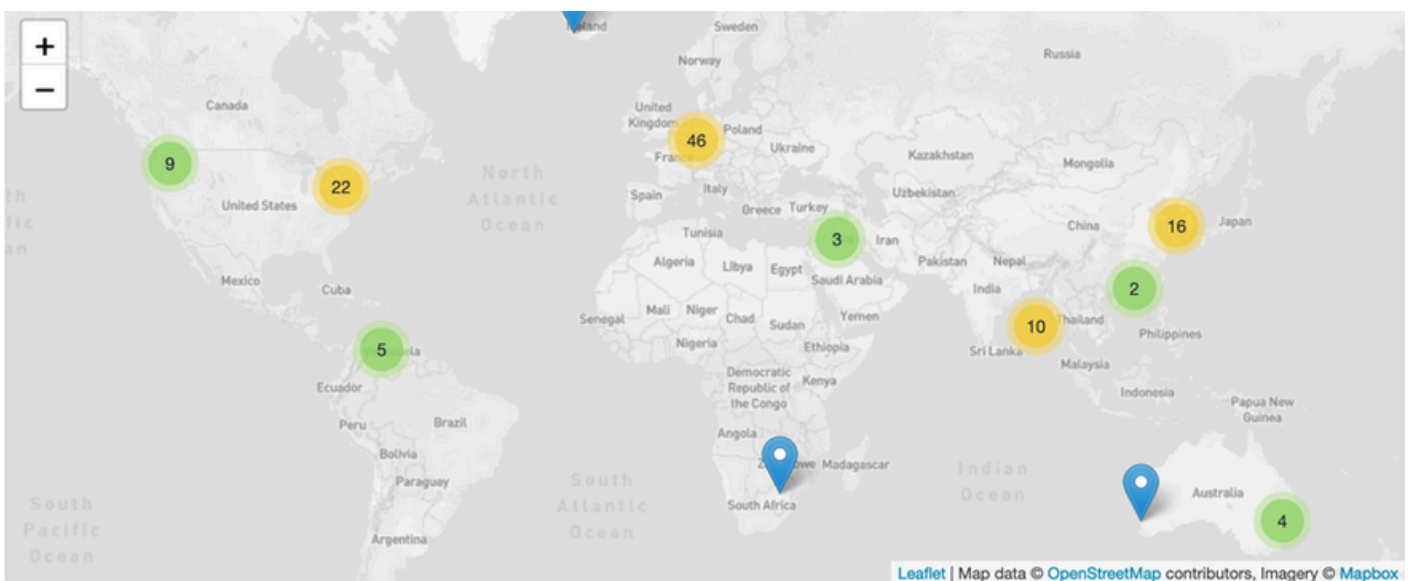 +
−
Sweden
Russia
Norway
Canada
United
Kingdom
Poland
46
Ukraine
Kazakhstan
Mongolia
9
22
North
Atlantic
Ocean
Italy
Uzbekistan
Spain
United States
Greece
Turkey
China
16
Japan
Tunisia
3
Iran
Pakistan
Nepal
Algeria
Libya
Egypt
Saudi Arabia
Mexico
Cuba
India
2
Senegal
Mali
Niger
Chad
Sudan
Yemen
10
Thailand
Philippines
5
Nigeria
Ethiopia
Sri Lanka
Malaysia
Ecuador
Democratic
Republic of
the Congo
Kenya
Indonesia
Papua New
Guinea
Peru
Brazil
Angola
Bolivia
Madagascar
Indian
Ocean
Paraguay
South
Atlantic
Ocean
South Africa
Australia
South
Pacific
Ocean
4
Argentina
Leaflet | Map data © OpenStreetMap contributors, Imagery © Mapbox